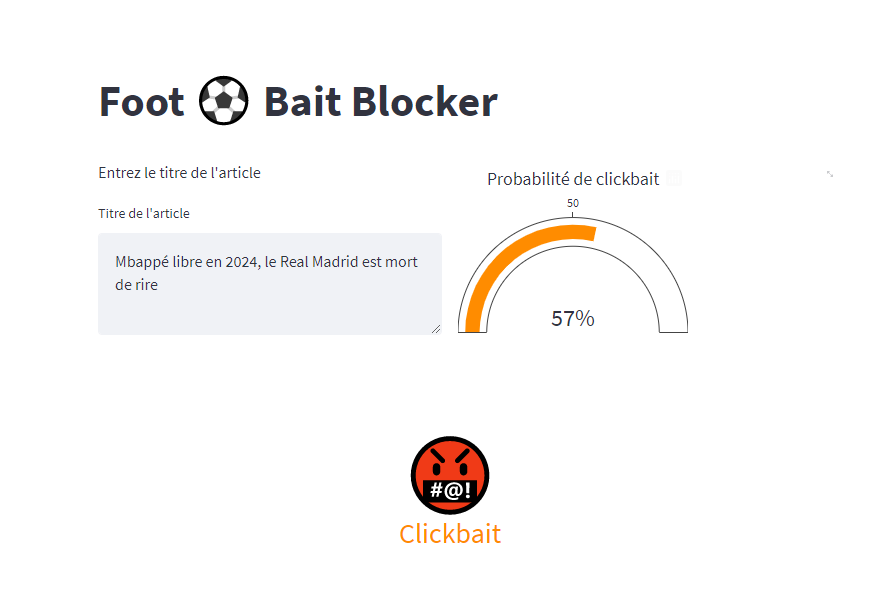 Foot Bait Blocker
Entrez le titre de l'article
Titre de l'article
Mbappé libre en 2024, le Real Madrid est mort
de rire
Probabilité de clickbait
50
57%
#@!
Clickbait